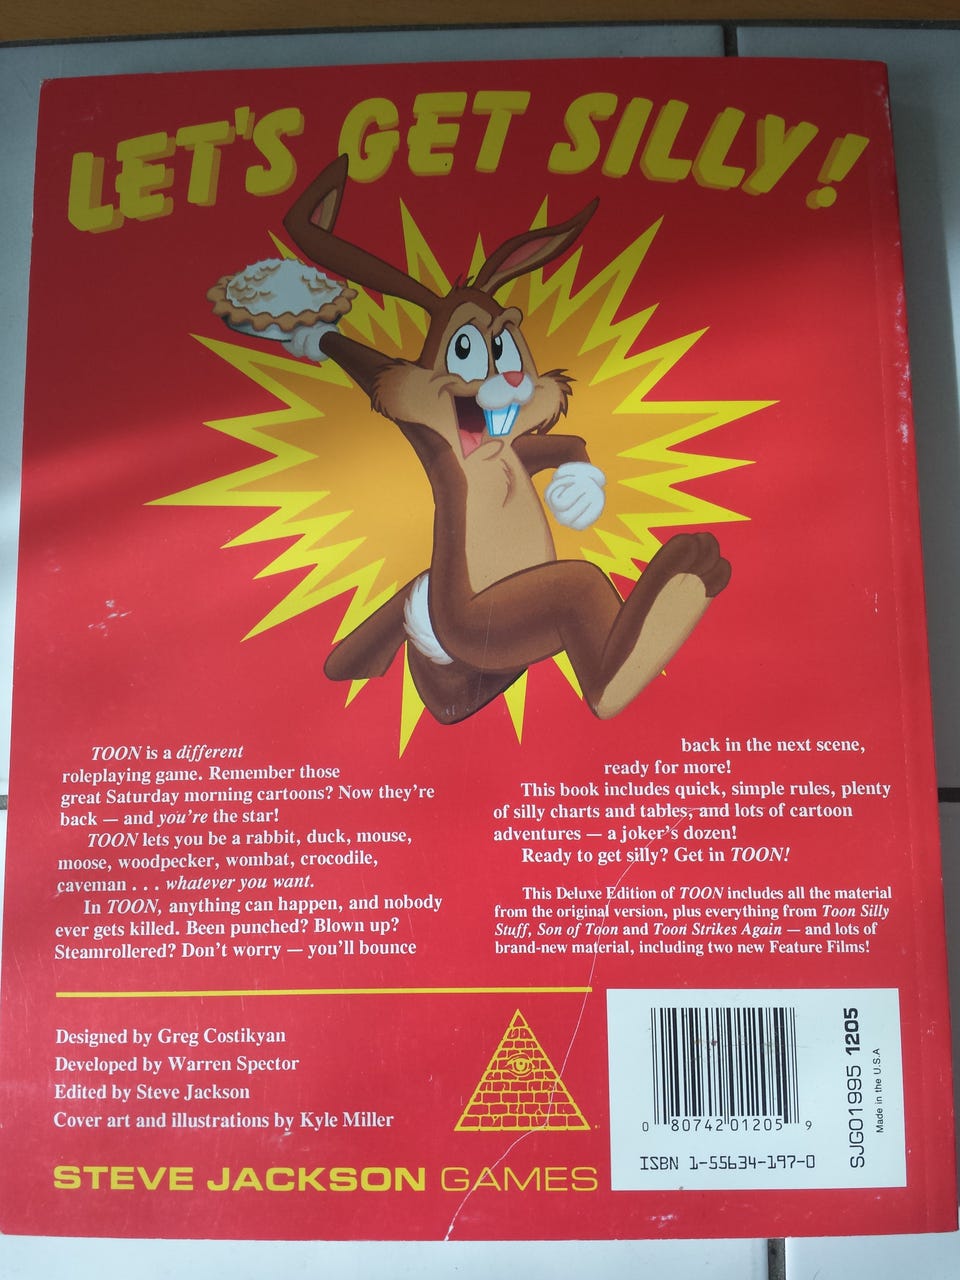 LET'S GET SILLY!
TOON is a different
roleplaying game. Remember those
great Saturday morning cartoons? Now they're
back — and you're the star!
TOON lets you be a rabbit, duck, mouse,
moose, woodpecker, wombat, crocodile,
caveman . . . whatever you want.
In TOON, anything can happen, and nobody
ever gets killed. Been punched? Blown up?
Steamrollered? Don't worry — you'll bounce
back in the next scene,
ready for more!
This book includes quick, simple rules, plenty
of silly charts and tables, and lots of cartoon
adventures — a joker's dozen!
Ready to get silly? Get in TOON!
This Deluxe Edition of TOON includes all the material
from the original version, plus everything from Toon Silly
Stuff, Son of Toon and Toon Strikes Again — and lots of
brand-new material, including two new Feature Films!
Designed by Greg Costikyan
Developed by Warren Spector
Edited by Steve Jackson
Cover art and illustrations by Kyle Miller
STEVE JACKSON GAMES
0 80742 01205 9
ISBN 1-55634-197-0
SJG01995 1205
Made in the U.S.A